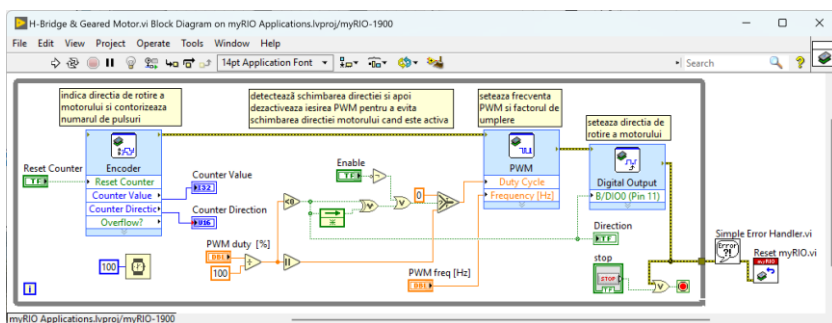 H-Bridge & Geared Motor.vi Block Diagram on myRIO Applications.lvproj/myRIO-1900
File Edit View Project Operate Tools Window Help
14pt Application Font
Search
indica directia de rotire a
motorului si contorizeaza
numarul de pulsuri
detectează schimbarea directiei si apoi
dezactiveaza iesirea PWM pentru a evita
schimbarea directiei motorului cand este activa
seteaza frecventa
PWM si factorul de
umplere
seteaza directia de
rotire a motorului
Encoder
Reset Counter
TF
Reset Counter
Counter Value
Counter Directic
Overflow?
Counter Value
I32
Counter Direction
U16
Enable
TF
<0
V
V
0
?
PWM
Duty Cycle
Frequency [Hz]
Digital Output
B/DIO0 (Pin 11)
Direction
TF
PWM duty [%]
DBL
100
÷
||
PWM freq [Hz]
DBL
100
stop
STOP
TF
V
i
Simple Error Handler.vi
Error
?!
Reset myRIO.vi
myRIO
myRIO Applications.lvproj/myRIO-1900